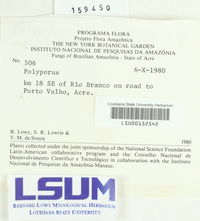 159450
PROGRAMA FLORA
Projeto Flora Amazônica
THE NEW YORK BOTANICAL GARDEN
INSTITUTO NACIONAL DE PESQUISAS DA AMAZÔNIA
Fungi of Brazilian Amazonia - State of Acre
No. 506
6-X-1980
Polyporus
km 18 SE of Rio Branco on road to
Porto Velho, Acre.
Louisiana State University Herbarium
LSU00152542
B. Lowy, S. R. Lowrie &
V. M. de Souza
1980
Plants collected under the joint sponsorship of the National Science Foundation
Latin-American collaborative program and the Conselho Nacional de
Desenvolvimento Científico e Tecnológico in collaboration with the Instituto
Nacional de Pesquisas da Amazônia-Manaus.
LSUM
BERNARD LOWY MYCOLOGICAL HERBARIUM
LOUISIANA STATE UNIVERSITY